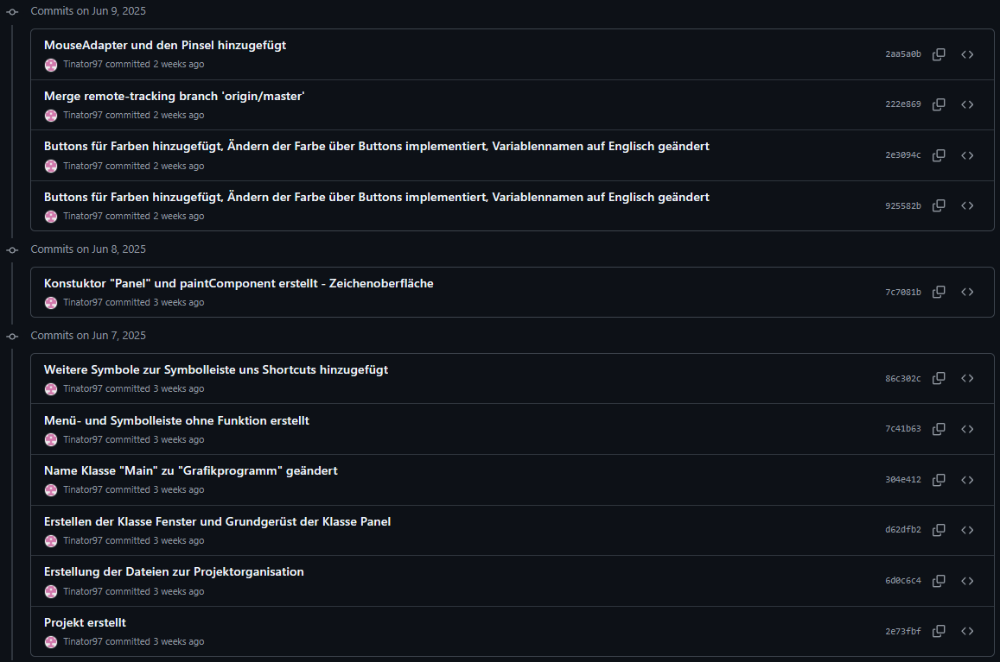 Commits on Jun 9, 2025
MouseAdapter und den Pinsel hinzugefügt
Tinator97 committed 2 weeks ago
2aa5a0b
Merge remote-tracking branch 'origin/master'
Tinator97 committed 2 weeks ago
222e869
Buttons für Farben hinzugefügt, Ändern der Farbe über Buttons implementiert, Variablennamen auf Englisch geändert
Tinator97 committed 2 weeks ago
2e3094c
Buttons für Farben hinzugefügt, Ändern der Farbe über Buttons implementiert, Variablennamen auf Englisch geändert
Tinator97 committed 2 weeks ago
925582b
Commits on Jun 8, 2025
Konstuktor "Panel" und paintComponent erstellt - Zeichenoberfläche
Tinator97 committed 3 weeks ago
7c7081b
Commits on Jun 7, 2025
Weitere Symbole zur Symbolleiste uns Shortcuts hinzugefügt
Tinator97 committed 3 weeks ago
86c302c
Menü- und Symbolleiste ohne Funktion erstellt
Tinator97 committed 3 weeks ago
7c41b63
Name Klasse "Main" zu "Grafikprogramm" geändert
Tinator97 committed 3 weeks ago
304e412
Erstellen der Klasse Fenster und Grundgerüst der Klasse Panel
Tinator97 committed 3 weeks ago
d62dfb2
Erstellung der Dateien zur Projektorganisation
Tinator97 committed 3 weeks ago
6d0c6c4
Projekt erstellt
Tinator97 committed 3 weeks ago
2e73fbf